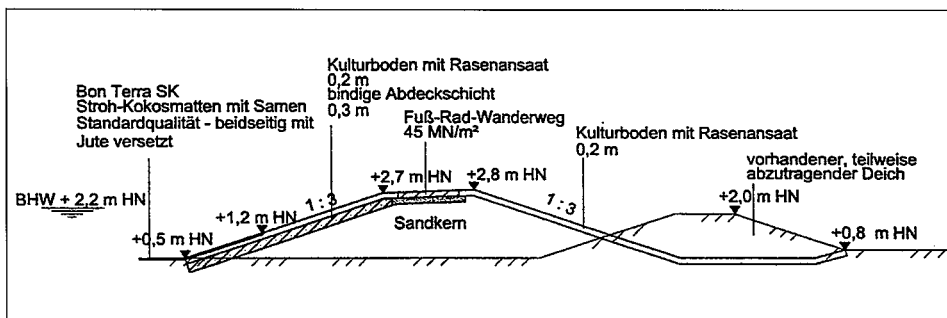 Kulturboden mit Rasenansaat
0,2 m
bindige Abdeckschicht
0,3 m
Bon Terra SK
Stroh-Kokosmatten mit Samen
Standardqualität - beidseitig mit
Jute versetzt
Fuß-Rad-Wanderweg
45 MN/m²
Kulturboden mit Rasenansaat
0,2 m
vorhandener, teilweise
abzutragender Deich
BHW + 2,2 m HN
+0,5 m HN
+1,2 m HN
1:3
+2,7 m HN
+2,8 m HN
Sandkern
1:3
+2,0 m HN
+0,8 m HN